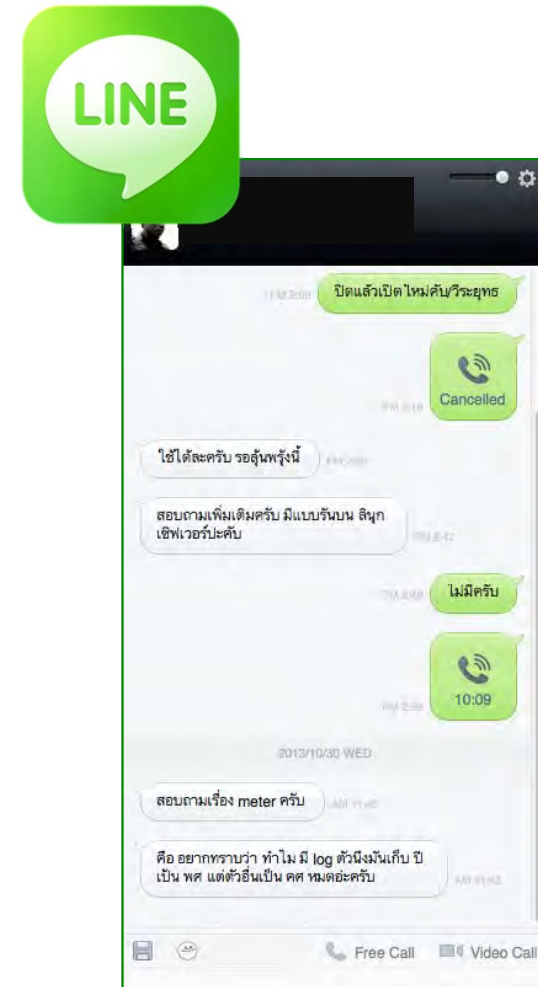 LINE
ปิดแล้วเปิดใหม่คับ/วีระยุทธ
Cancelled
ใช้ได้ละครับ รอลุ้นพรุ้งนี้
สอบถามเพิ่มเติมครับ มีแบบรันบน ลินุก
เซิฟเวอร์ปะคับ
ไม่มีครับ
10:09
2013/10/30 WED
สอบถามเรื่อง meter ครับ
คือ อยากทราบว่า ทำไม มี log ตัวนึงมันเก็บ ปี
เป็น พศ แต่ตัวอื่นเป็น คศ หมดอ่ะครับ
Free Call Video Call